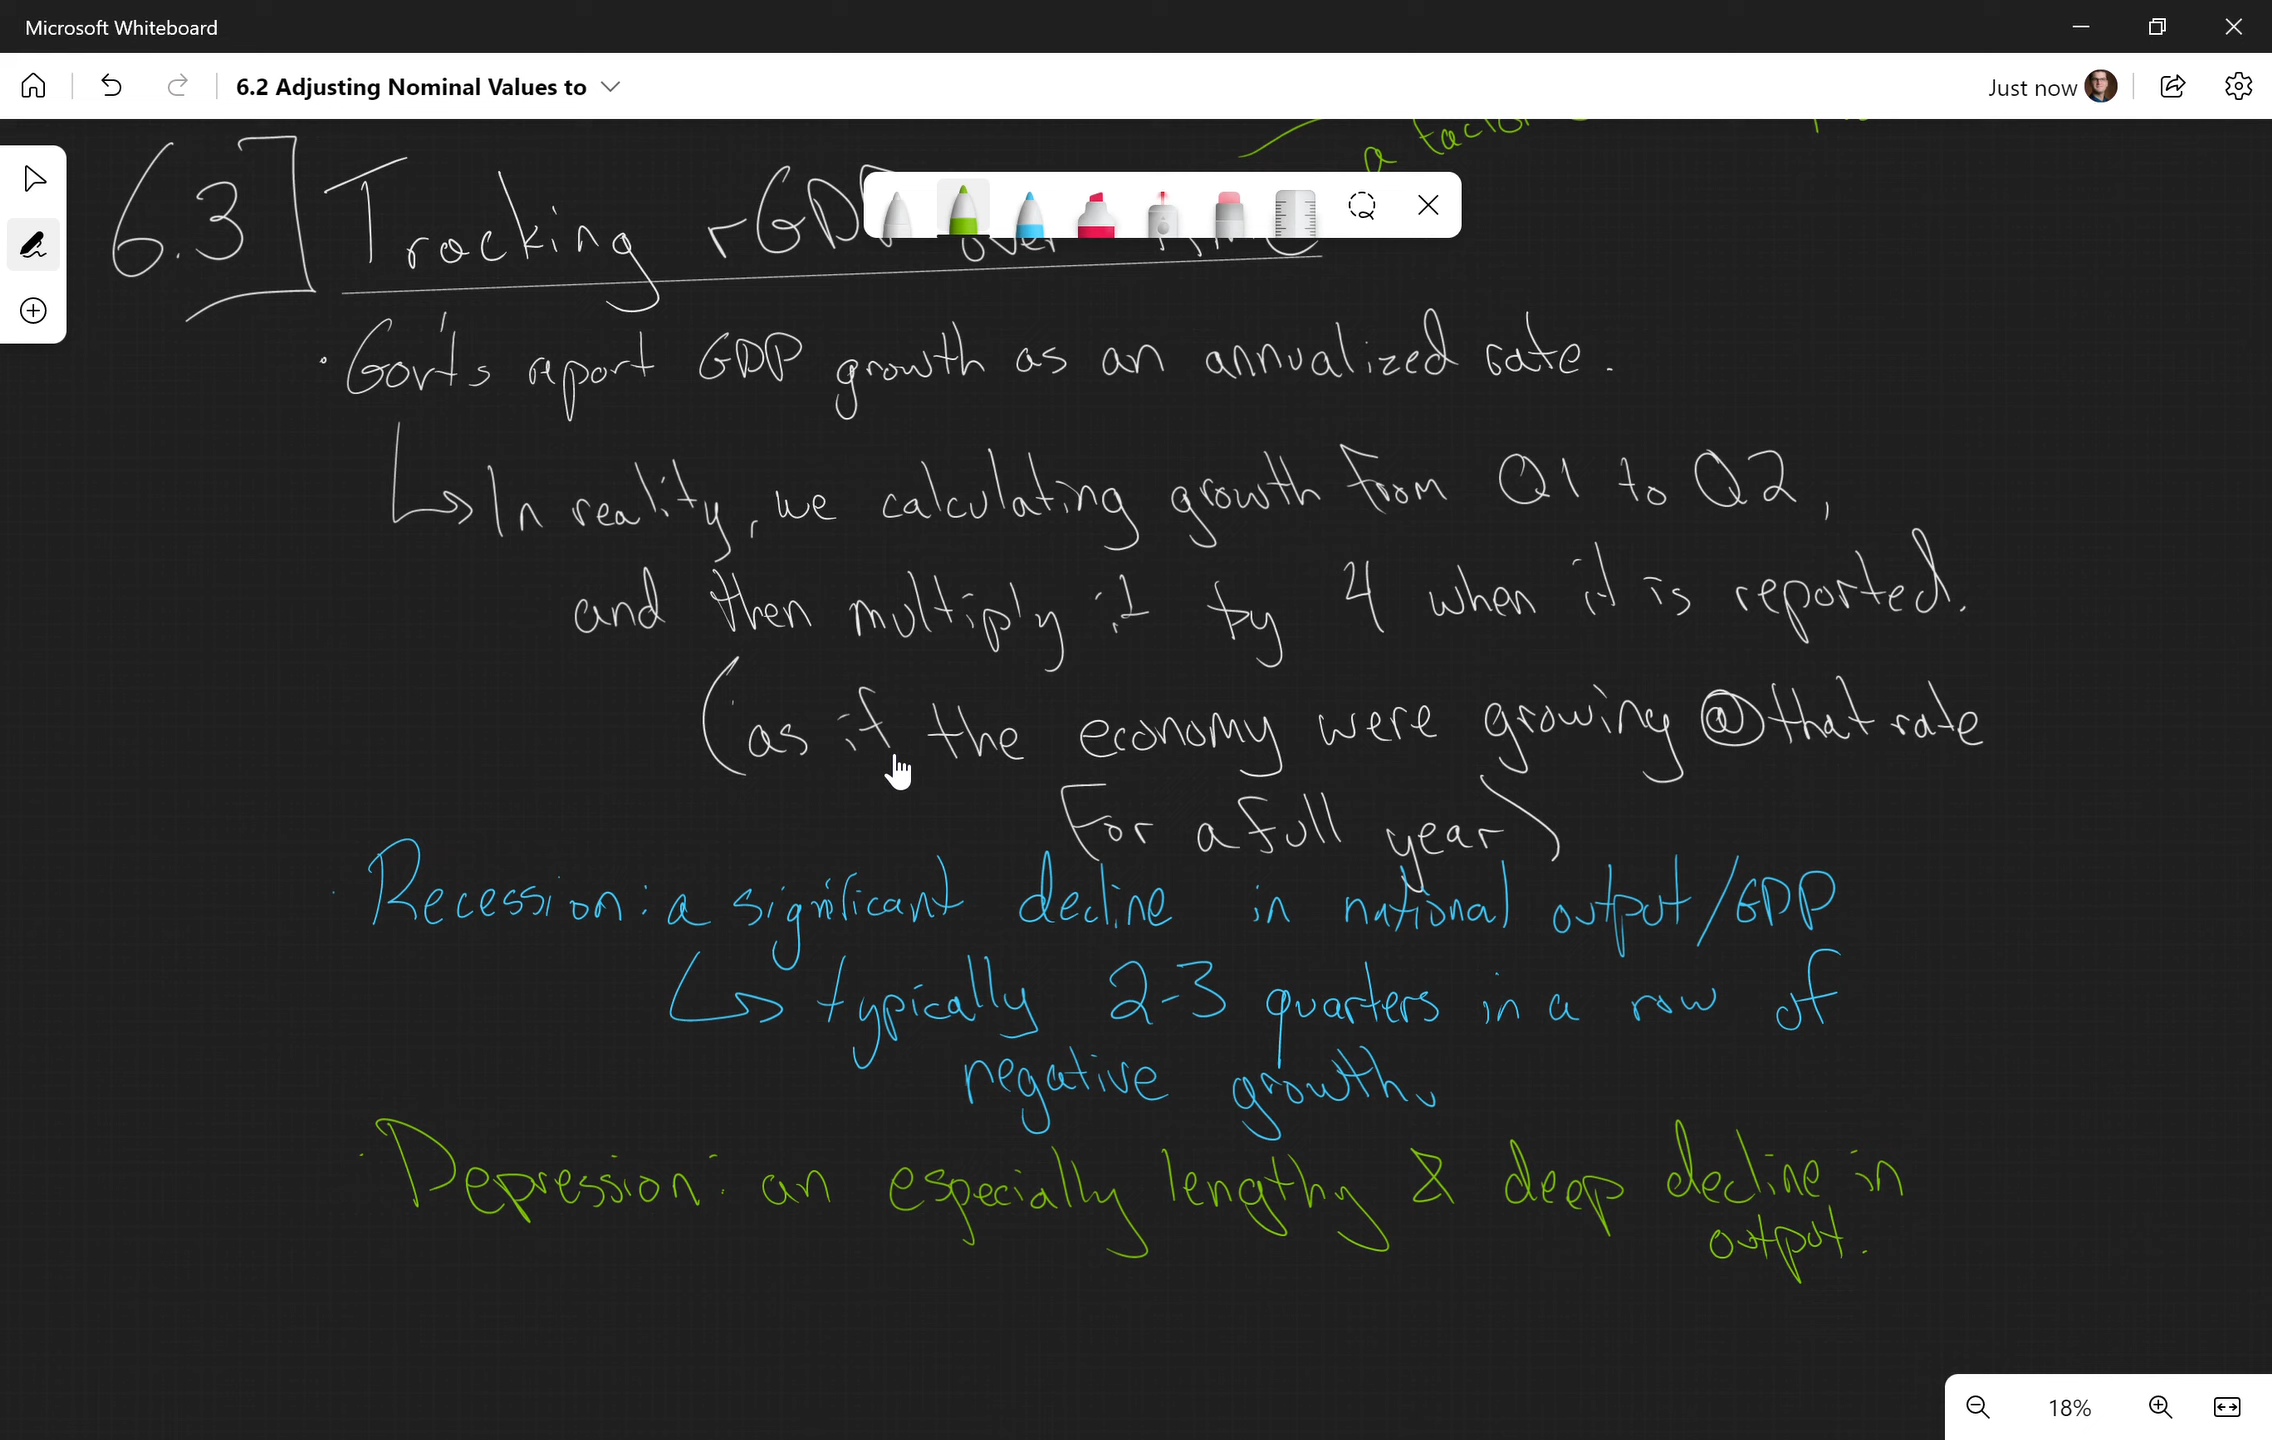 Microsoft Whiteboard
6.2 Adjusting Nominal Values to
Just now
a factor
6.3] Tracking rGDP over Time
· Govt's report GDP growth as an annualized rate.
↳ In reality, we calculating growth from Q1 to Q2,
and then multiply it by 4 when it is reported.
(as if the economy were growing @ that rate
for a full year)
· Recession: a significant decline in national output/GDP
↳ typically 2-3 quarters in a row of
negative growth.
· Depression: an especially lengthy & deep decline in
output.
18%